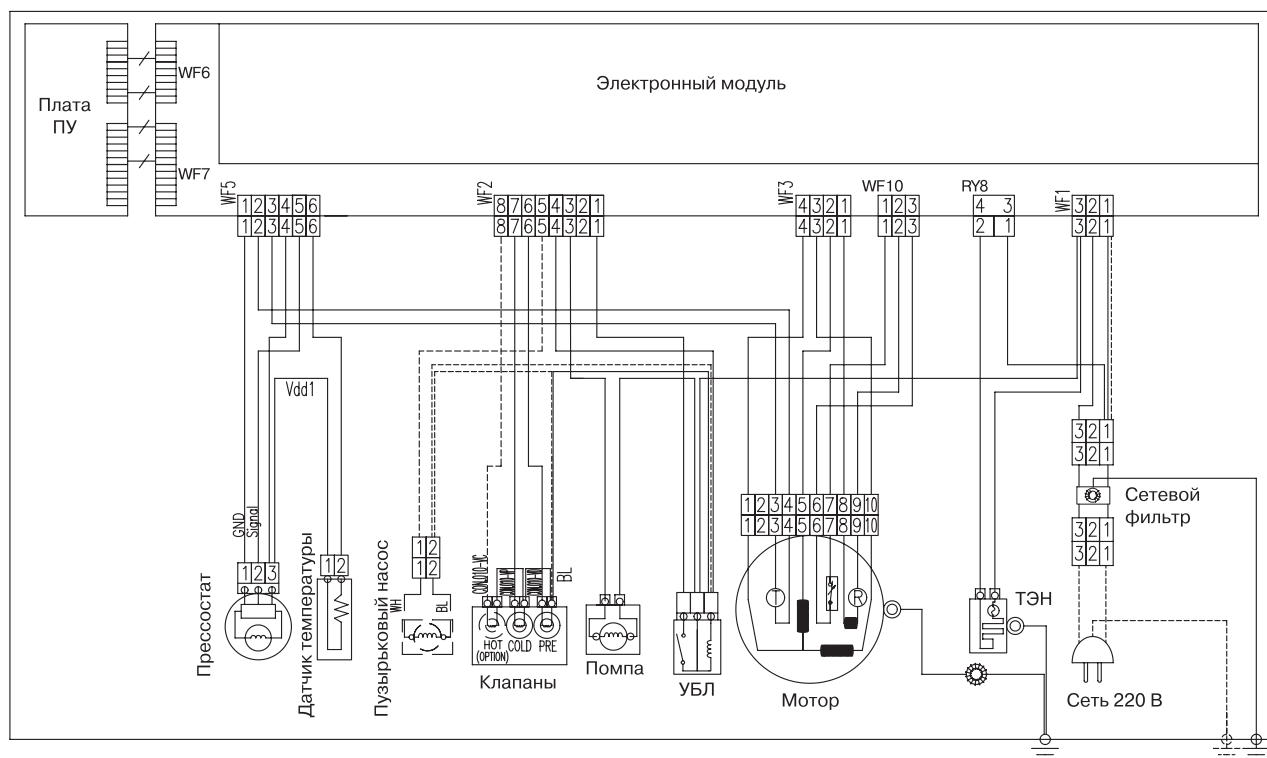 Электронный модуль
Плата
ПУ
WF6
WF7
WF5
1 2 3 4 5 6
1 2 3 4 5 6
WF2
8 7 6 5 4 3 2 1
8 7 6 5 4 3 2 1
WF3
4 3 2 1
4 3 2 1
WF10
1 2 3
1 2 3
RY8
4 3
2 1
WF1
3 2 1
3 2 1
Vdd1
GND
Signal
1 2 3
Прессостат
1 2
Датчик температуры
1 2
1 2
WH
BL
Пузырьковый насос
BL
HOT
(OPTION)
COLD
PRE
Клапаны
Помпа
УБЛ
1 2 3 4 5 6 7 8 9 10
1 2 3 4 5 6 7 8 9 10
T
R
Мотор
ТЭН
3 2 1
3 2 1
Сетевой
фильтр
3 2 1
3 2 1
Сеть 220 В